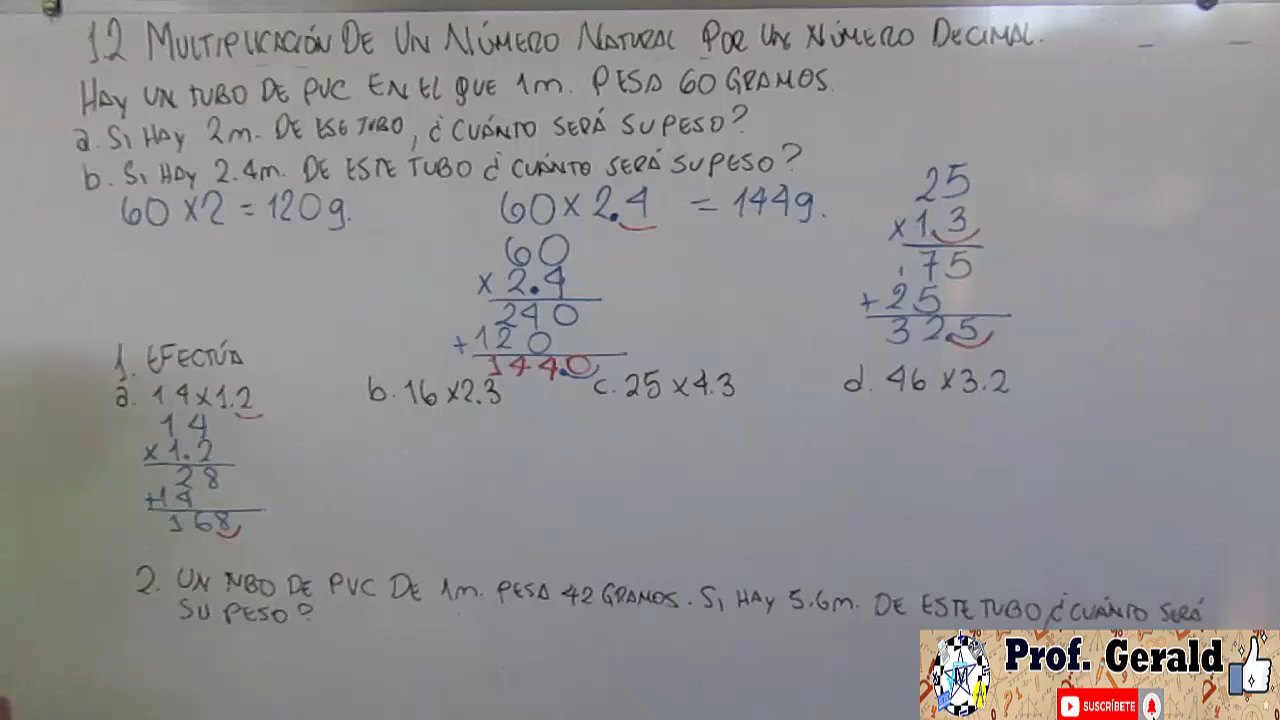 1.2 MULTIPLICACIÓN DE UN NÚMERO NATURAL POR UN NÚMERO DECIMAL.
HAY UN TUBO DE PVC EN EL QUE 1m. PESA 60 GRAMOS.
a. SI HAY 2m. DE ESE TUBO, ¿CUÁNTO SERÁ SU PESO?
b. SI HAY 2.4m. DE ESTE TUBO ¿CUÁNTO SERÁ SU PESO?
60 × 2 = 120g.
60 × 2.4 = 144g.
60
× 2.4
240
+120
144.0
25
× 1.3
75
+ 25
32.5
1. EFECTÚA
a. 14 × 1.2
b. 16 × 2.3
c. 25 × 4.3
d. 46 × 3.2
14
× 1.2
28
+14
168
2. UN TUBO DE PVC DE 1m. PESA 42 GRAMOS. SI HAY 5.6m. DE ESTE TUBO ¿CUÁNTO SERÁ
SU PESO?
Prof. Gerald
SUSCRÍBETE